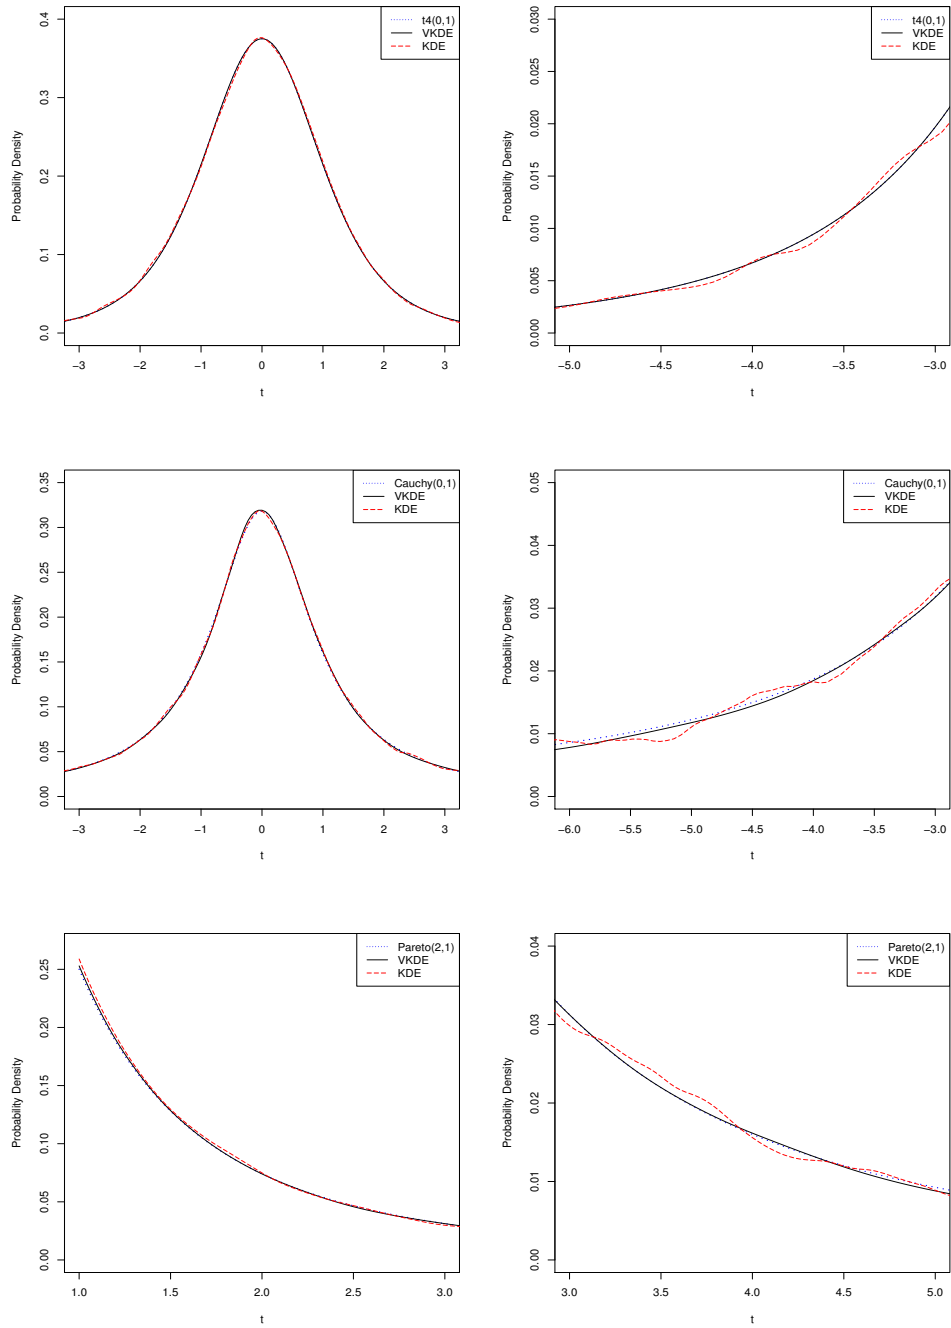 t4(0,1)
VKDE
KDE
Probability Density
0.0
0.1
0.2
0.3
0.4
−3 −2 −1 0 1 2 3
t
t4(0,1)
VKDE
KDE
Probability Density
0.000
0.005
0.010
0.015
0.020
0.025
0.030
−5.0 −4.5 −4.0 −3.5 −3.0
t
Cauchy(0,1)
VKDE
KDE
Probability Density
0.00
0.05
0.10
0.15
0.20
0.25
0.30
0.35
−3 −2 −1 0 1 2 3
t
Cauchy(0,1)
VKDE
KDE
Probability Density
0.00
0.01
0.02
0.03
0.04
0.05
−6.0 −5.5 −5.0 −4.5 −4.0 −3.5 −3.0
t
Pareto(2,1)
VKDE
KDE
Probability Density
0.00
0.05
0.10
0.15
0.20
0.25
1.0 1.5 2.0 2.5 3.0
t
Pareto(2,1)
VKDE
KDE
Probability Density
0.00
0.01
0.02
0.03
0.04
3.0 3.5 4.0 4.5 5.0
t